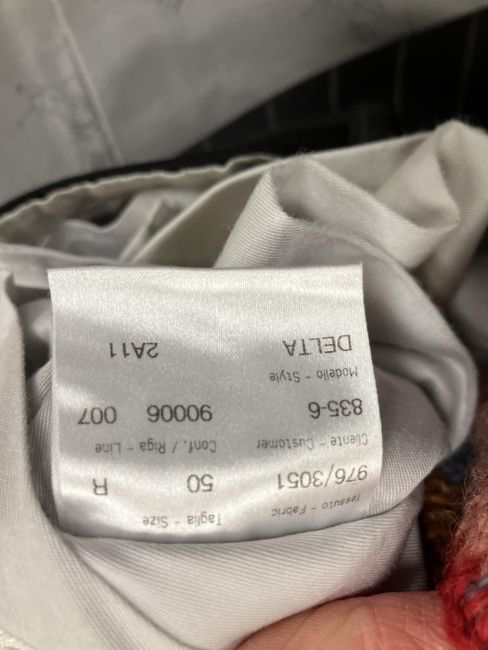 Tessuto - Fabric Taglia - Size
976/3051 50 R
Cliente - Customer Conf. / Riga - Line
835-6 90006 007
Modello - Style
DELTA 2A11